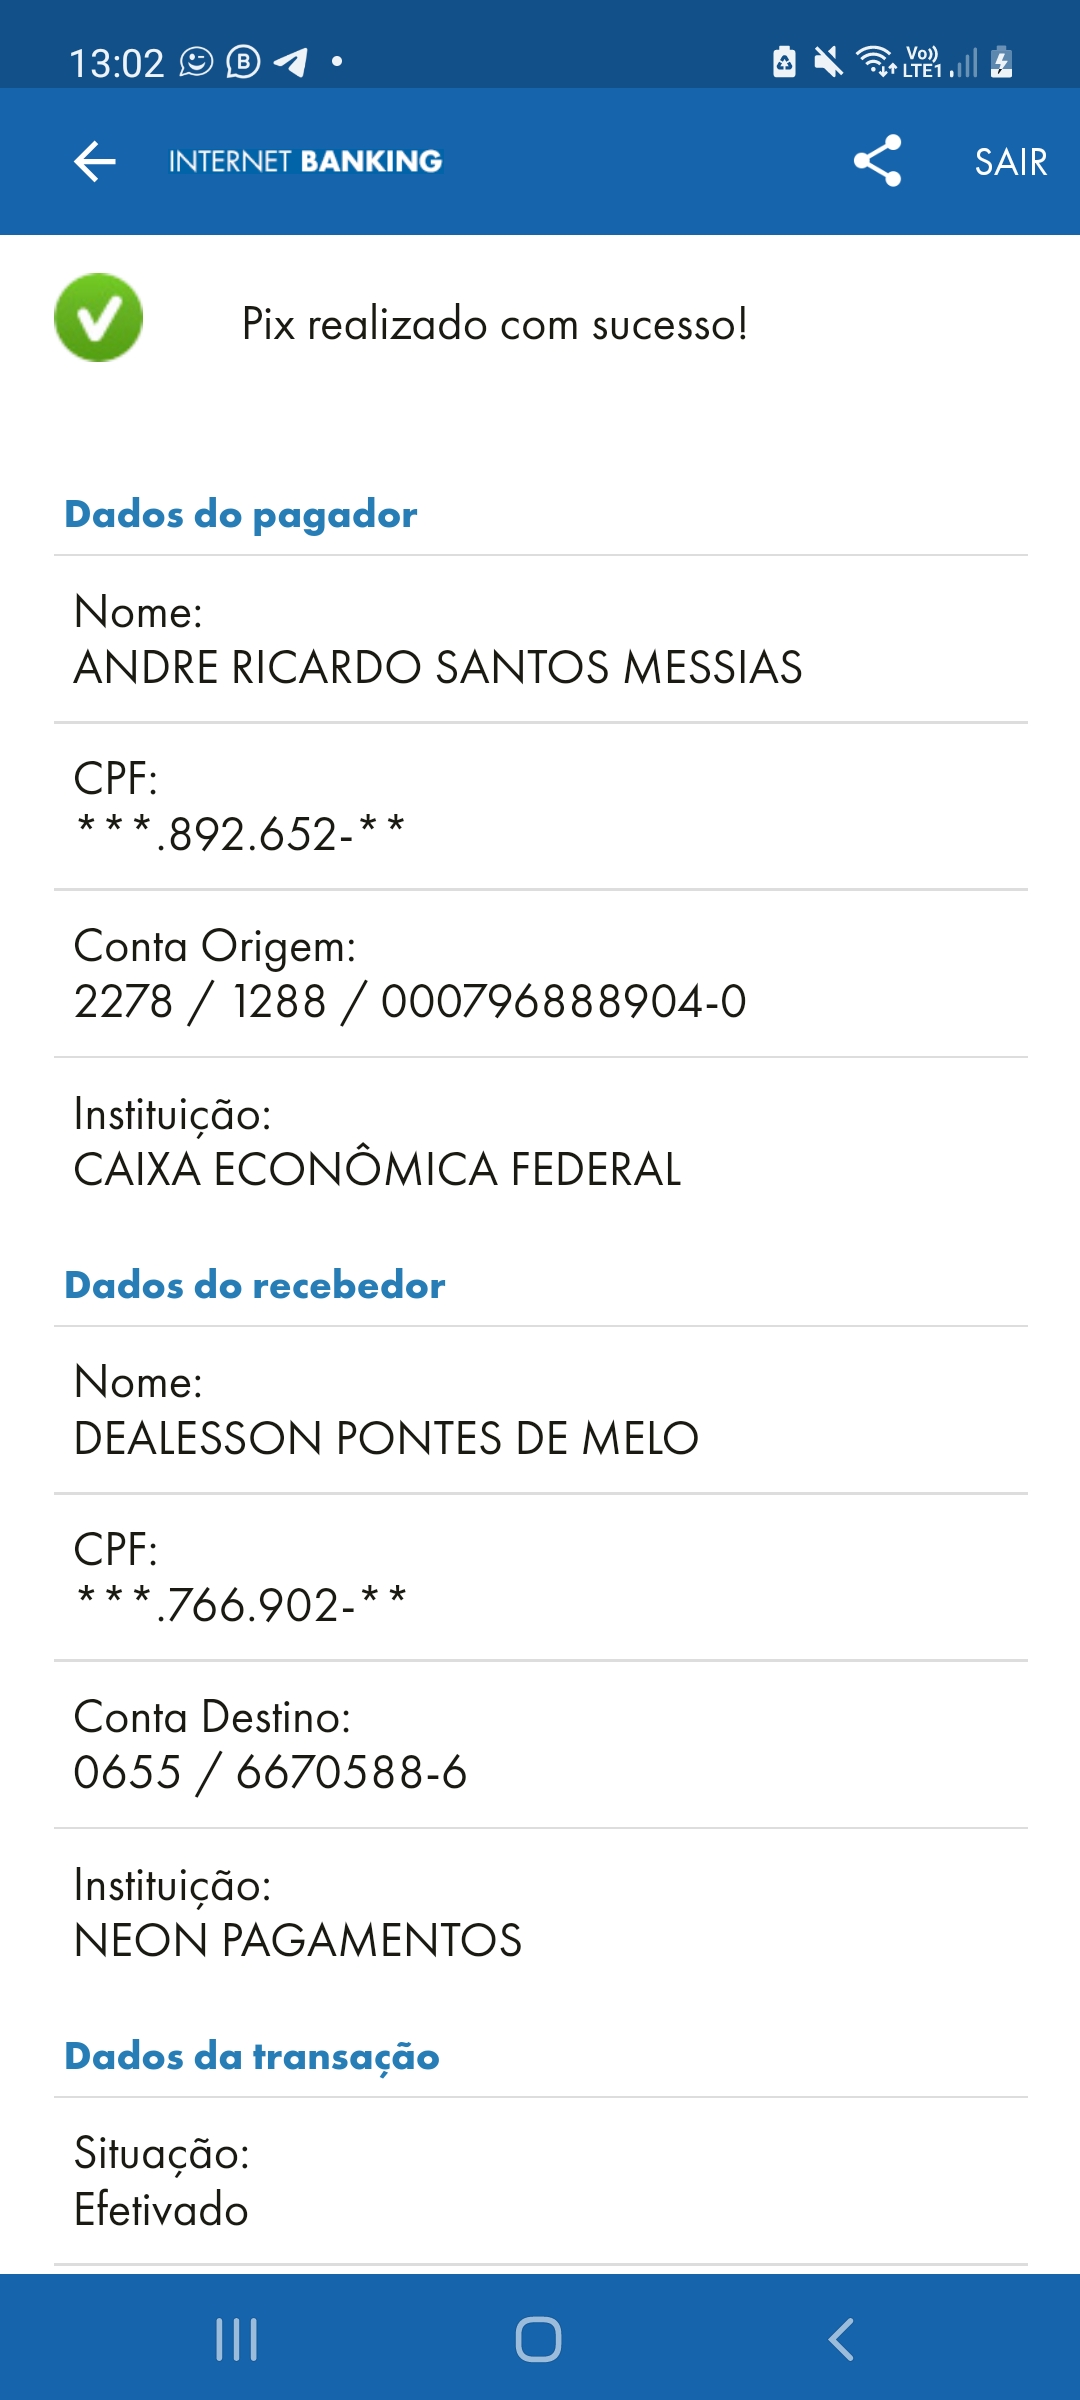 13:02
Vo))
LTE1
INTERNET BANKING
SAIR
Pix realizado com sucesso!
Dados do pagador
Nome:
ANDRE RICARDO SANTOS MESSIAS
CPF:
***.892.652-**
Conta Origem:
2278 / 1288 / 000796888904-0
Instituição:
CAIXA ECONÔMICA FEDERAL
Dados do recebedor
Nome:
DEALESSON PONTES DE MELO
CPF:
***.766.902-**
Conta Destino:
0655 / 6670588-6
Instituição:
NEON PAGAMENTOS
Dados da transação
Situação:
Efetivado